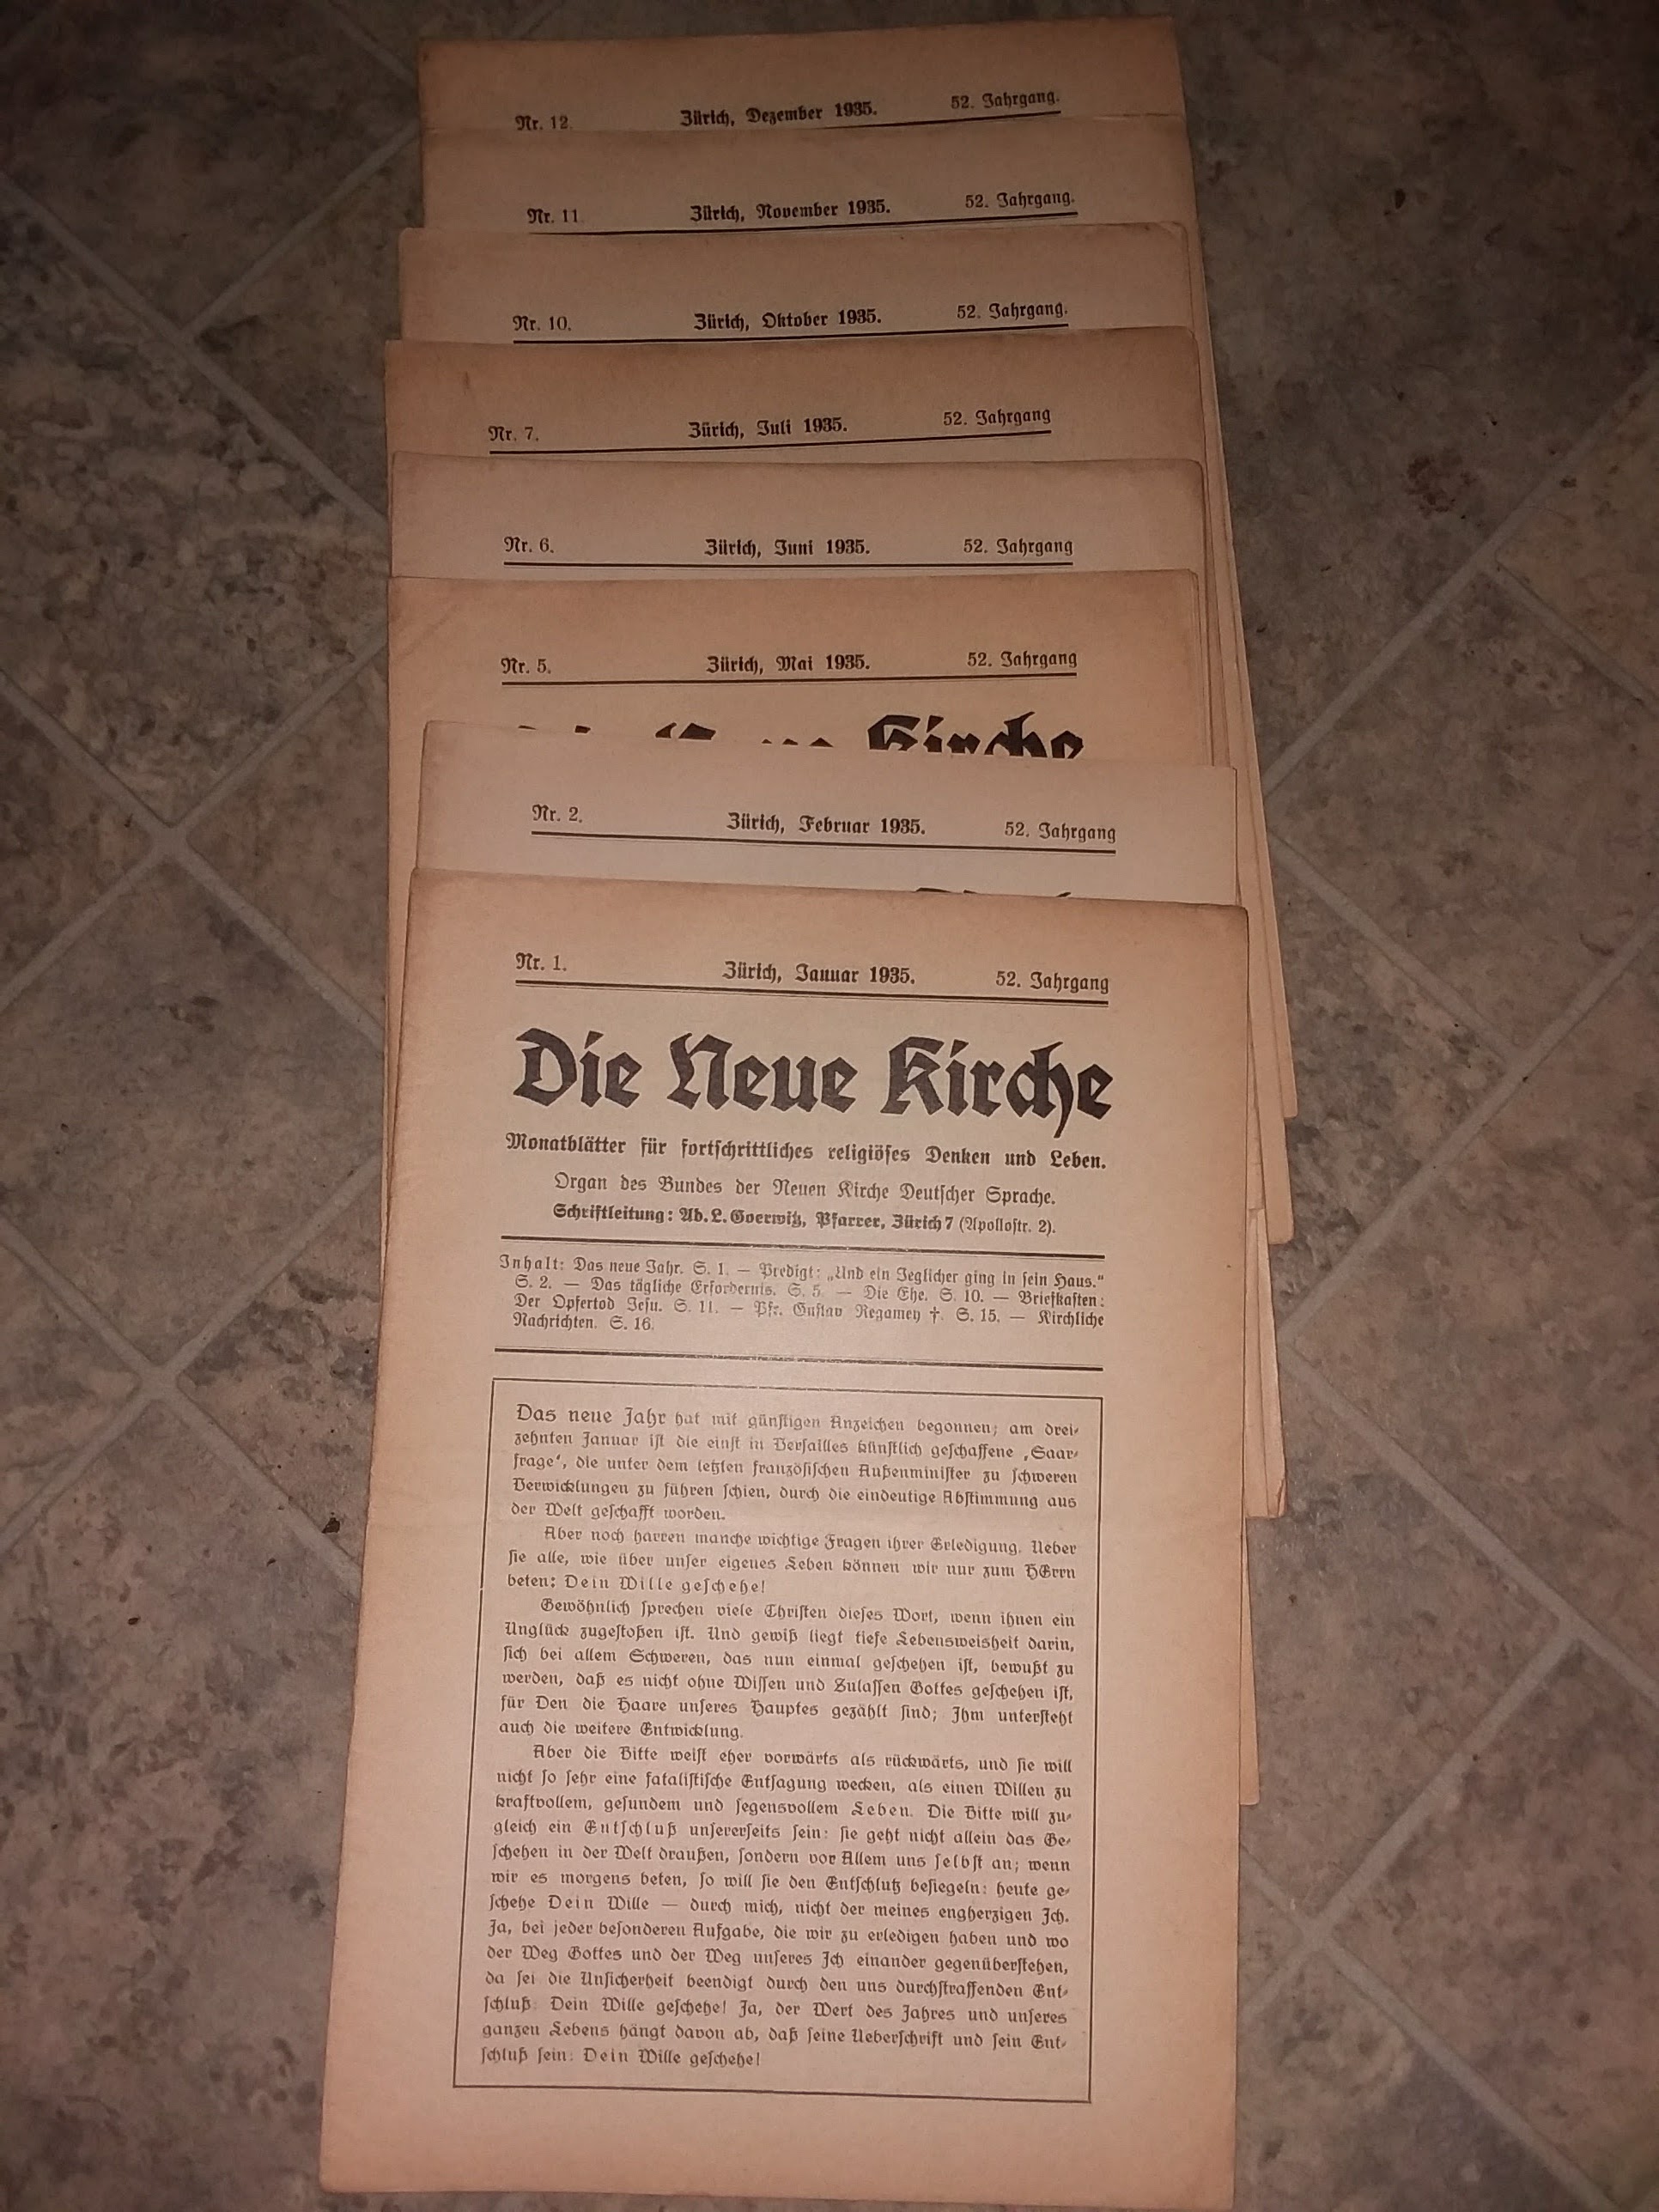 Nr. 12. Zürich, Dezember 1935. 52. Jahrgang.
Nr. 11. Zürich, November 1935. 52. Jahrgang.
Nr. 10. Zürich, Oktober 1935. 52. Jahrgang.
Nr. 7. Zürich, Juli 1935. 52. Jahrgang
Nr. 6. Zürich, Juni 1935. 52. Jahrgang
Nr. 5. Zürich, Mai 1935. 52. Jahrgang
Kirche
Nr. 2. Zürich, Februar 1935. 52. Jahrgang
Nr. 1. Zürich, Januar 1935. 52. Jahrgang
Die Neue Kirche
Monatblätter für fortschrittliches religiöses Denken und Leben.
Organ des Bundes der Neuen Kirche Deutscher Sprache.
Schriftleitung: Ad. L. Goerwitz, Pfarrer, Zürich 7 (Apollostr. 2).
Inhalt: Das neue Jahr. S. 1. — Predigt: „Und ein Jeglicher ging in sein Haus.“
S. 2. — Das tägliche Erfordernis. S. 5. — Die Ehe. S. 10. — Briefkasten:
Der Opfertod Jesu. S. 11. — Pfr. Gustav Regamey †. S. 15. — Kirchliche
Nachrichten. S. 16.
Das neue Jahr hat mit günstigen Anzeichen begonnen; am drei-
zehnten Januar ist die einst in Versailles künstlich geschaffene ‚Saar-
frage‘, die unter dem letzten französischen Außenminister zu schweren
Verwicklungen zu führen schien, durch die eindeutige Abstimmung aus
der Welt geschafft worden.
Aber noch harren manche wichtige Fragen ihrer Erledigung. Ueber
sie alle, wie über unser eigenes Leben können wir nur zum HErrn
beten: Dein Wille geschehe!
Gewöhnlich sprechen viele Christen dieses Wort, wenn ihnen ein
Unglück zugestoßen ist. Und gewiß liegt tiefe Lebensweisheit darin,
sich bei allem Schweren, das nun einmal geschehen ist, bewußt zu
werden, daß es nicht ohne Wissen und Zulassen Gottes geschehen ist,
für Den die Haare unseres Hauptes gezählt sind; Ihm untersteht
auch die weitere Entwicklung.
Aber die Bitte weist eher vorwärts als rückwärts, und sie will
nicht so sehr eine fatalistische Entsagung wecken, als einen Willen zu
kraftvollem, gesundem und segensvollem Leben. Die Bitte will zu-
gleich ein Entschluß unsererseits sein: sie geht nicht allein das Ge-
schehen in der Welt draußen, sondern vor Allem uns selbst an; wenn
wir es morgens beten, so will sie den Entschluß besiegeln: heute ge-
schehe Dein Wille — durch mich, nicht der meines engherzigen Ich.
Ja, bei jeder besonderen Aufgabe, die wir zu erledigen haben und wo
der Weg Gottes und der Weg unseres Ich einander gegenüberstehen,
da sei die Unsicherheit beendigt durch den uns durchstraffenden Ent-
schluß: Dein Wille geschehe! Ja, der Wert des Jahres und unseres
ganzen Lebens hängt davon ab, daß seine Ueberschrift und sein Ent-
schluß sein: Dein Wille geschehe!